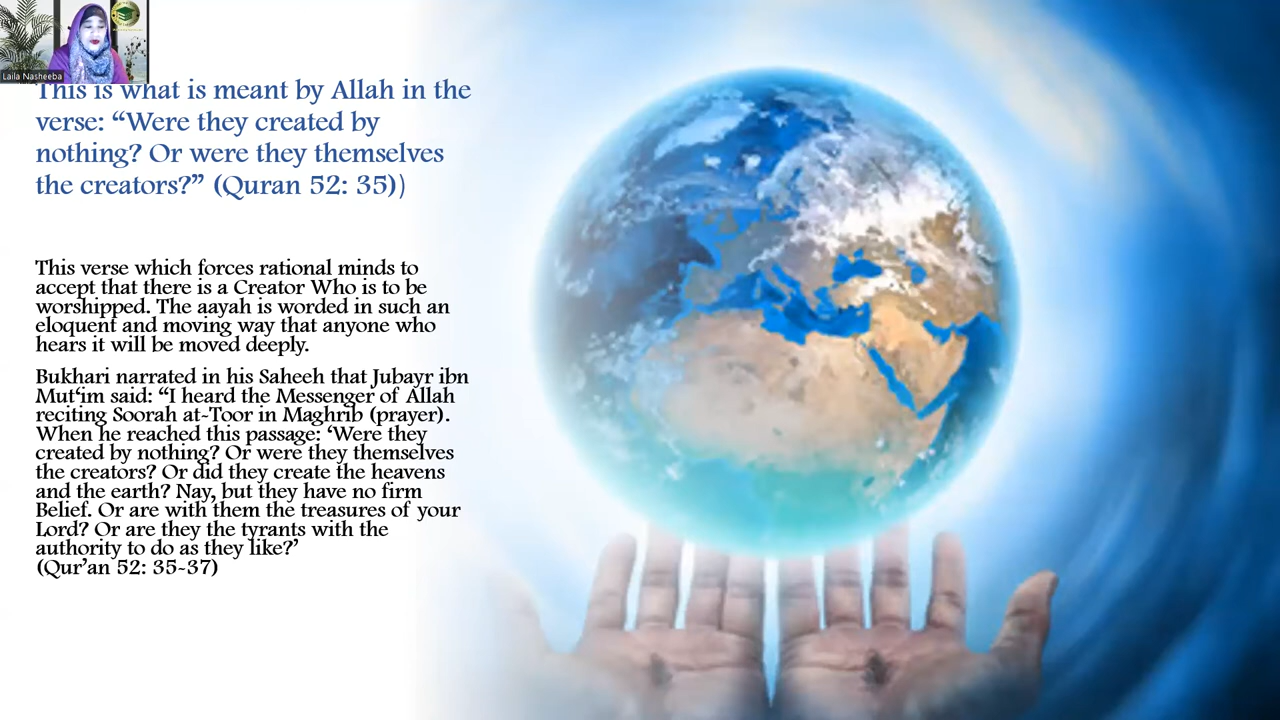 Laila Nasheeba
This is what is meant by Allah in the
verse: “Were they created by
nothing? Or were they themselves
the creators?” (Quran 52: 35))
This verse which forces rational minds to
accept that there is a Creator Who is to be
worshipped. The aayah is worded in such an
eloquent and moving way that anyone who
hears it will be moved deeply.
Bukhari narrated in his Saheeh that Jubayr ibn
Mut‘im said: “I heard the Messenger of Allah
reciting Soorah at-Toor in Maghrib (prayer).
When he reached this passage: ‘Were they
created by nothing? Or were they themselves
the creators? Or did they create the heavens
and the earth? Nay, but they have no firm
Belief. Or are with them the treasures of your
Lord? Or are they the tyrants with the
authority to do as they like?’
(Qur’an 52: 35-37)